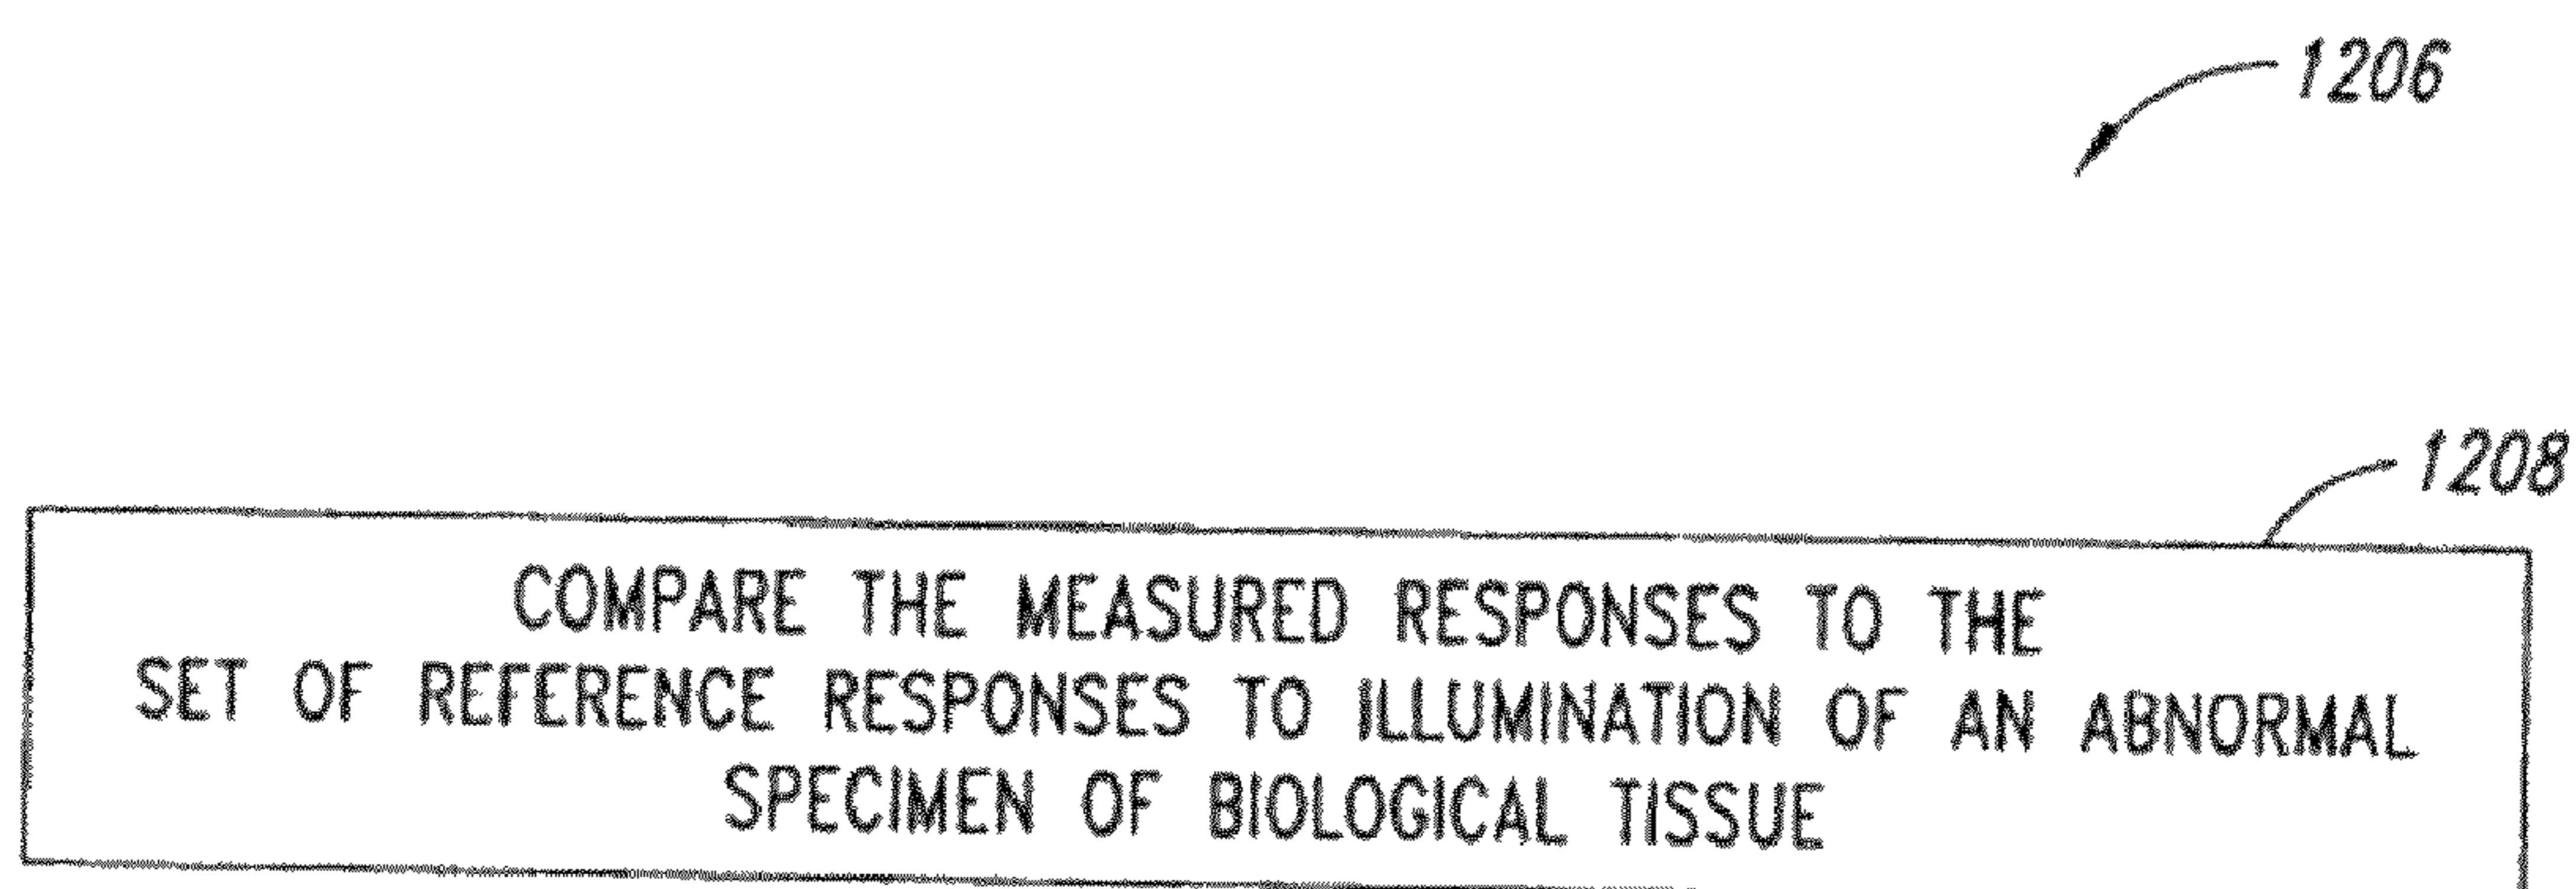 1206
1208
COMPARE THE MEASURED RESPONSES TO THE
SET OF REFERENCE RESPONSES TO ILLUMINATION OF AN ABNORMAL
SPECIMEN OF BIOLOGICAL TISSUE